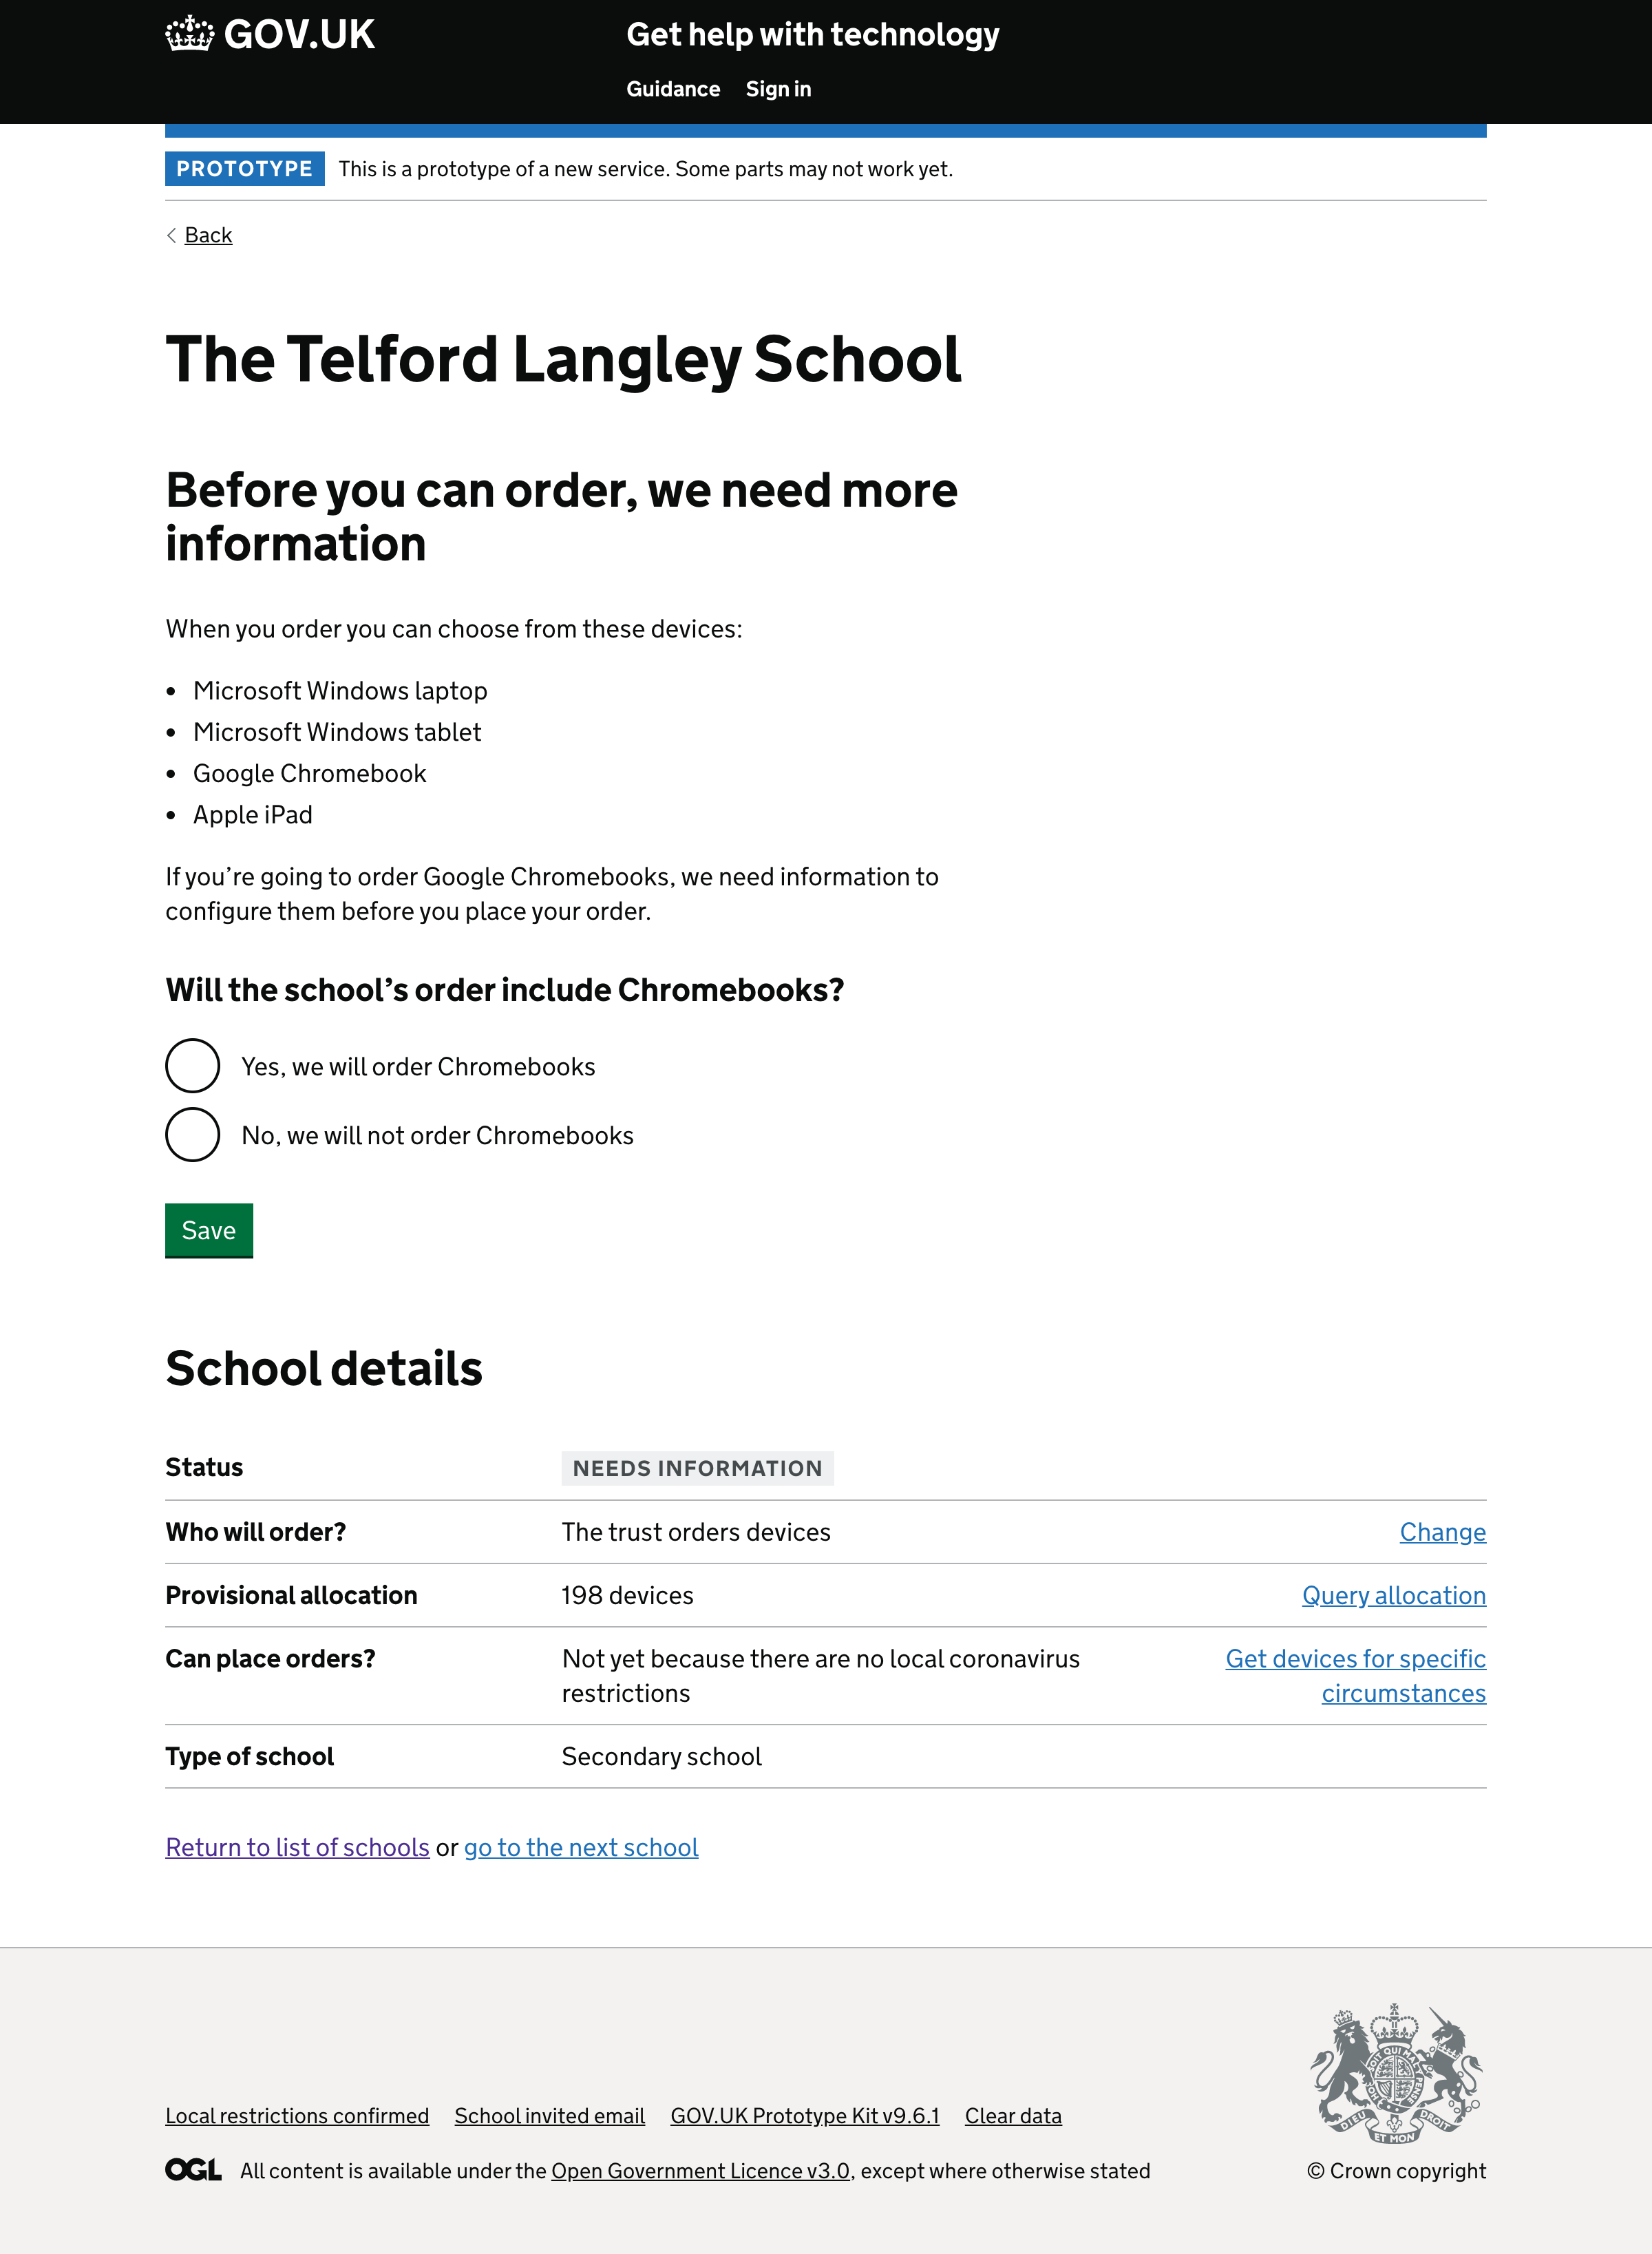 GOV.UK
Get help with technology
Guidance Sign in
PROTOTYPE This is a prototype of a new service. Some parts may not work yet.
Back
The Telford Langley School
Before you can order, we need more
information
When you order you can choose from these devices:
• Microsoft Windows laptop
• Microsoft Windows tablet
• Google Chromebook
• Apple iPad
If you’re going to order Google Chromebooks, we need information to
configure them before you place your order.
Will the school’s order include Chromebooks?
Yes, we will order Chromebooks
No, we will not order Chromebooks
Save
School details
Status NEEDS INFORMATION
Who will order? The trust orders devices Change
Provisional allocation 198 devices Query allocation
Can place orders? Not yet because there are no local coronavirus Get devices for specific
restrictions circumstances
Type of school Secondary school
Return to list of schools or go to the next school
Local restrictions confirmed School invited email GOV.UK Prototype Kit v9.6.1 Clear data
DIEU ET MON DROIT
OGL All content is available under the Open Government Licence v3.0, except where otherwise stated
© Crown copyright